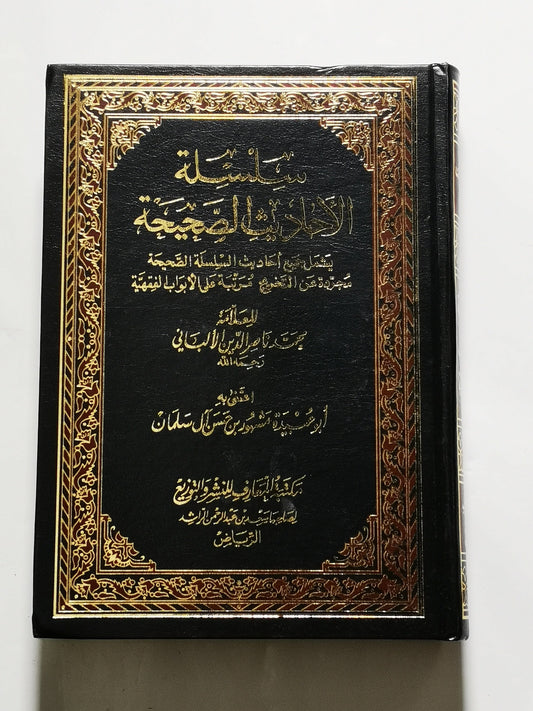 سلسلة
الأحاديث الصحيحة
يشمل جميع أحاديث السلسلة الصحيحة
مجردة عن التخريج مرتبة على الأبواب الفقهية
للعلامة
محمد ناصر الدين الألباني
رحمه الله
اعتنى به
أبو عبيدة مشهور بن حسن آل سلمان
مكتبة المعارف للنشر والتوزيع
لصاحبها سعد بن عبد الرحمن الراشد
الرياض